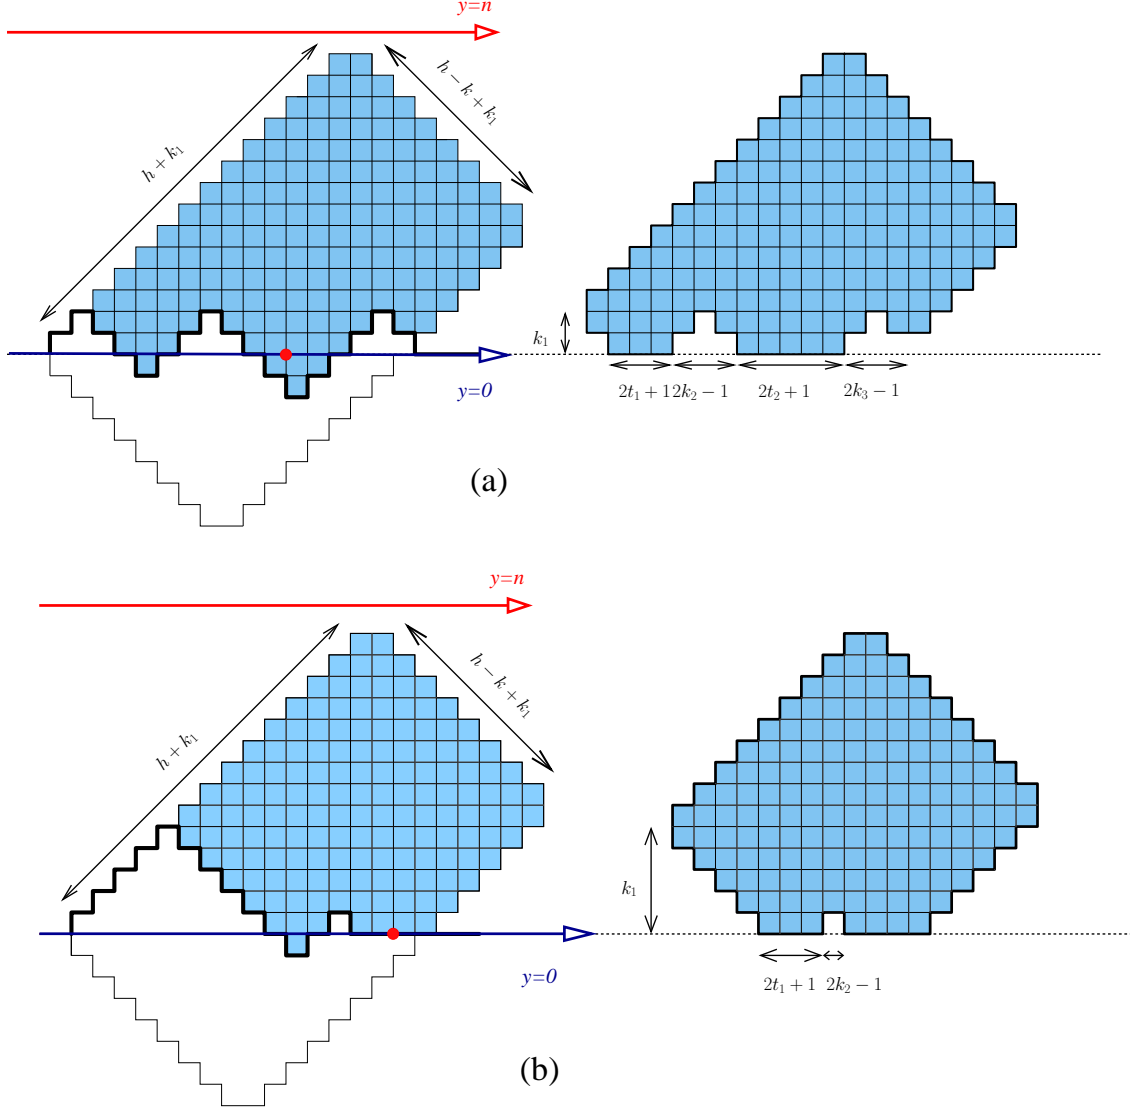 y=n
h + k₁
h − k + k₁
k₁
2t₁ + 1 2k₂ − 1 2t₂ + 1 2k₃ − 1
y=0
(a)
y=n
h + k₁
h − k + k₁
k₁
y=0
2t₁ + 1 2k₂ − 1
(b)